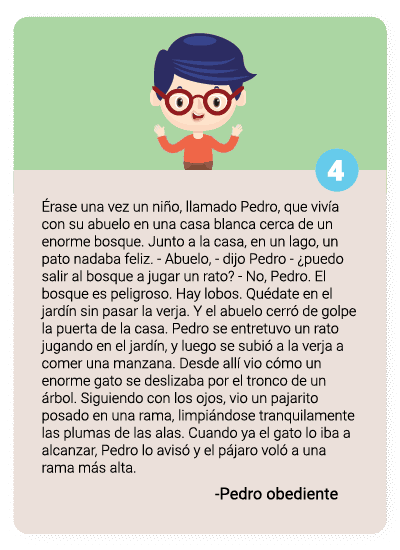 4
Érase una vez un niño, llamado Pedro, que vivía
con su abuelo en una casa blanca cerca de un
enorme bosque. Junto a la casa, en un lago, un
pato nadaba feliz. - Abuelo, - dijo Pedro - ¿puedo
salir al bosque a jugar un rato? - No, Pedro. El
bosque es peligroso. Hay lobos. Quédate en el
jardín sin pasar la verja. Y el abuelo cerró de golpe
la puerta de la casa. Pedro se entretuvo un rato
jugando en el jardín, y luego se subió a la verja a
comer una manzana. Desde allí vio cómo un
enorme gato se deslizaba por el tronco de un
árbol. Siguiendo con los ojos, vio un pajarito
posado en una rama, limpiándose tranquilamente
las plumas de las alas. Cuando ya el gato lo iba a
alcanzar, Pedro lo avisó y el pájaro voló a una
rama más alta.
-Pedro obediente